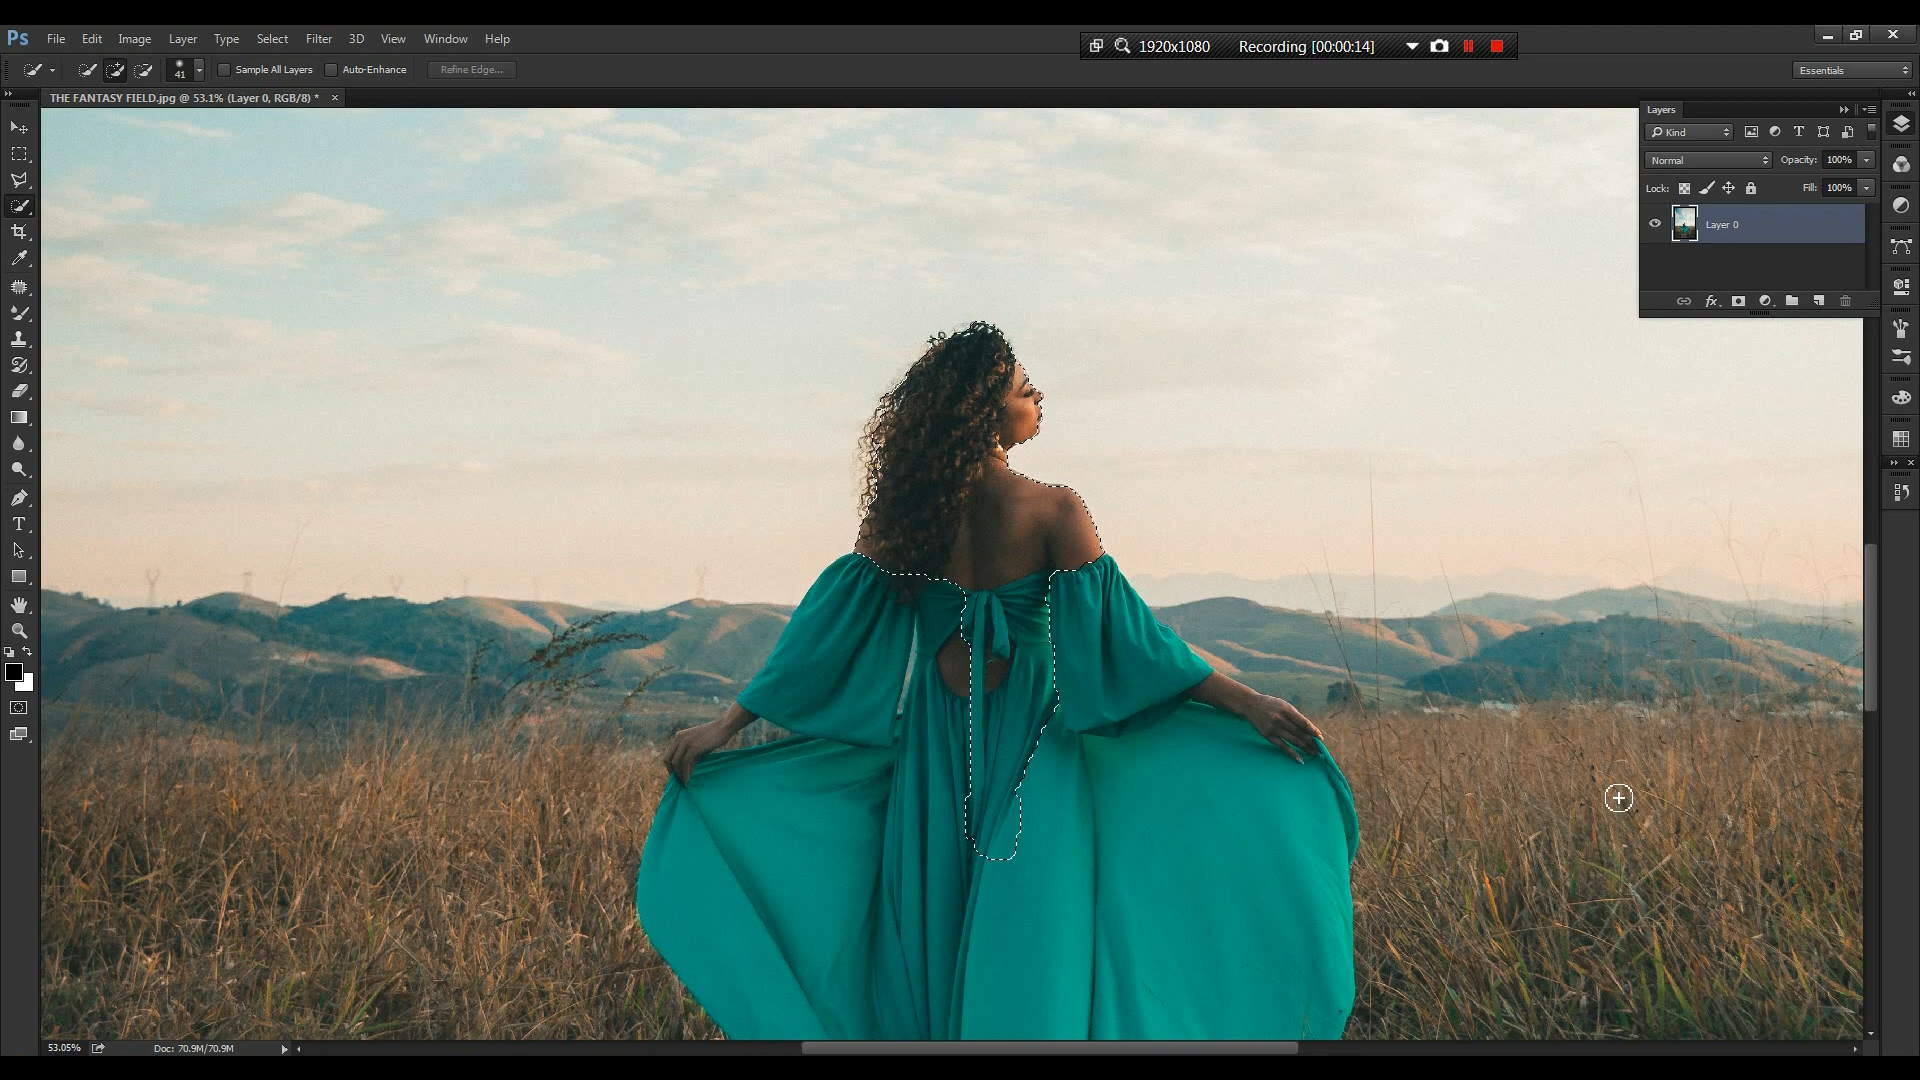 Ps File Edit Image Layer Select Type Filter 3D View Window Help
1920x1080 Recording [00:00:14]
41 Sample All Layers Auto-Enhance Refine Edge... Essentials
THE FANTASY FIELD.jpg @ 53.1% (Layer 0, RGB/8) * ×
Layers
Kind
Normal Opacity: 100%
Lock: Fill: 100%
Layer 0
fx
T
53.05% Doc: 70.9M/70.9M